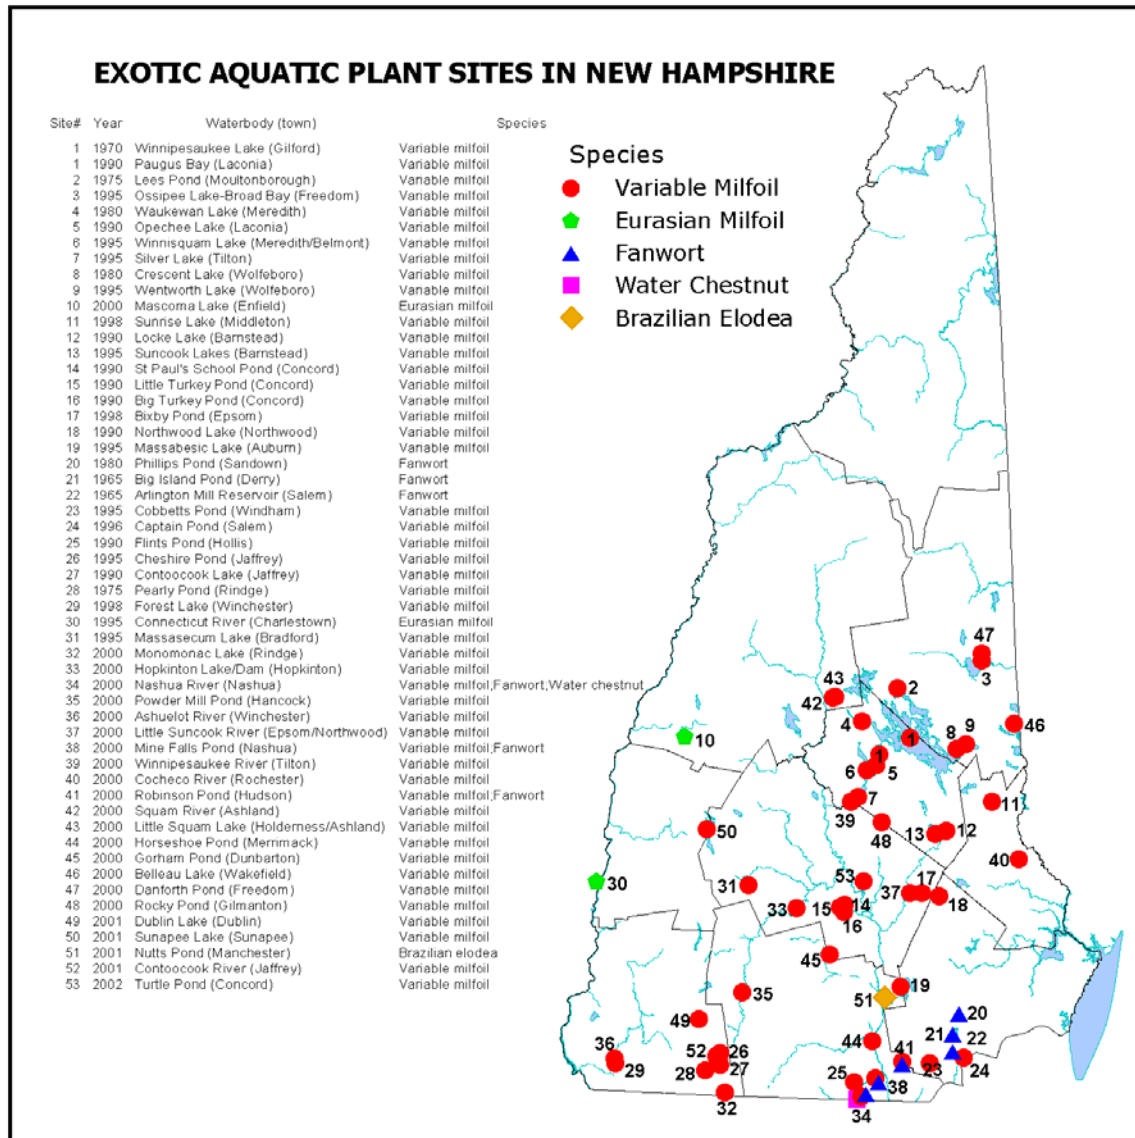 EXOTIC AQUATIC PLANT SITES IN NEW HAMPSHIRE
Site# Year Waterbody (town) Species
1 1970 Winnipesaukee Lake (Gilford) Variable milfoil
1 1990 Paugus Bay (Laconia) Variable milfoil
2 1975 Lees Pond (Moultonborough) Variable milfoil
3 1995 Ossipee Lake-Broad Bay (Freedom) Variable milfoil
4 1980 Waukewan Lake (Meredith) Variable milfoil
5 1990 Opechee Lake (Laconia) Variable milfoil
6 1995 Winnisquam Lake (Meredith/Belmont) Variable milfoil
7 1995 Silver Lake (Tilton) Variable milfoil
8 1980 Crescent Lake (Wolfeboro) Variable milfoil
9 1995 Wentworth Lake (Wolfeboro) Variable milfoil
10 2000 Mascoma Lake (Enfield) Eurasian milfoil
11 1998 Sunrise Lake (Middleton) Variable milfoil
12 1990 Locke Lake (Barnstead) Variable milfoil
13 1995 Suncook Lakes (Barnstead) Variable milfoil
14 1990 St Paul's School Pond (Concord) Variable milfoil
15 1990 Little Turkey Pond (Concord) Variable milfoil
16 1990 Big Turkey Pond (Concord) Variable milfoil
17 1998 Bixby Pond (Epsom) Variable milfoil
18 1990 Northwood Lake (Northwood) Variable milfoil
19 1995 Massabesic Lake (Auburn) Variable milfoil
20 1980 Phillips Pond (Sandown) Fanwort
21 1965 Big Island Pond (Derry) Fanwort
22 1965 Arlington Mill Reservoir (Salem) Fanwort
23 1995 Cobbetts Pond (Windham) Variable milfoil
24 1996 Captain Pond (Salem) Variable milfoil
25 1990 Flints Pond (Hollis) Variable milfoil
26 1995 Cheshire Pond (Jaffrey) Variable milfoil
27 1990 Contoocook Lake (Jaffrey) Variable milfoil
28 1975 Pearly Pond (Rindge) Variable milfoil
29 1998 Forest Lake (Winchester) Variable milfoil
30 1995 Connecticut River (Charlestown) Eurasian milfoil
31 1995 Massasecum Lake (Bradford) Variable milfoil
32 2000 Monomonac Lake (Rindge) Variable milfoil
33 2000 Hopkinton Lake/Dam (Hopkinton) Variable milfoil
34 2000 Nashua River (Nashua) Variable milfoil;Fanwort;Water chestnut
35 2000 Powder Mill Pond (Hancock) Variable milfoil
36 2000 Ashuelot River (Winchester) Variable milfoil
37 2000 Little Suncook River (Epsom/Northwood) Variable milfoil
38 2000 Mine Falls Pond (Nashua) Variable milfoil;Fanwort
39 2000 Winnipesaukee River (Tilton) Variable milfoil
40 2000 Cocheco River (Rochester) Variable milfoil
41 2000 Robinson Pond (Hudson) Variable milfoil;Fanwort
42 2000 Squam River (Ashland) Variable milfoil
43 2000 Little Squam Lake (Holderness/Ashland) Variable milfoil
44 2000 Horseshoe Pond (Merrimack) Variable milfoil
45 2000 Gorham Pond (Dunbarton) Variable milfoil
46 2000 Belleau Lake (Wakefield) Variable milfoil
47 2000 Danforth Pond (Freedom) Variable milfoil
48 2000 Rocky Pond (Gilmanton) Variable milfoil
49 2001 Dublin Lake (Dublin) Variable milfoil
50 2001 Sunapee Lake (Sunapee) Variable milfoil
51 2001 Nutts Pond (Manchester) Brazilian elodea
52 2001 Contoocook River (Jaffrey) Variable milfoil
53 2002 Turtle Pond (Concord) Variable milfoil
Species
Variable Milfoil
Eurasian Milfoil
Fanwort
Water Chestnut
Brazilian Elodea
47
3
43
2
42
4
46
9
8
1
10
1
6
5
7
11
39
50
48
13
12
40
53
30
31
37
17
18
33
15
14
16
45
19
35
51
20
49
21
22
44
41
36
52
26
24
29
28
27
23
25
38
32
34